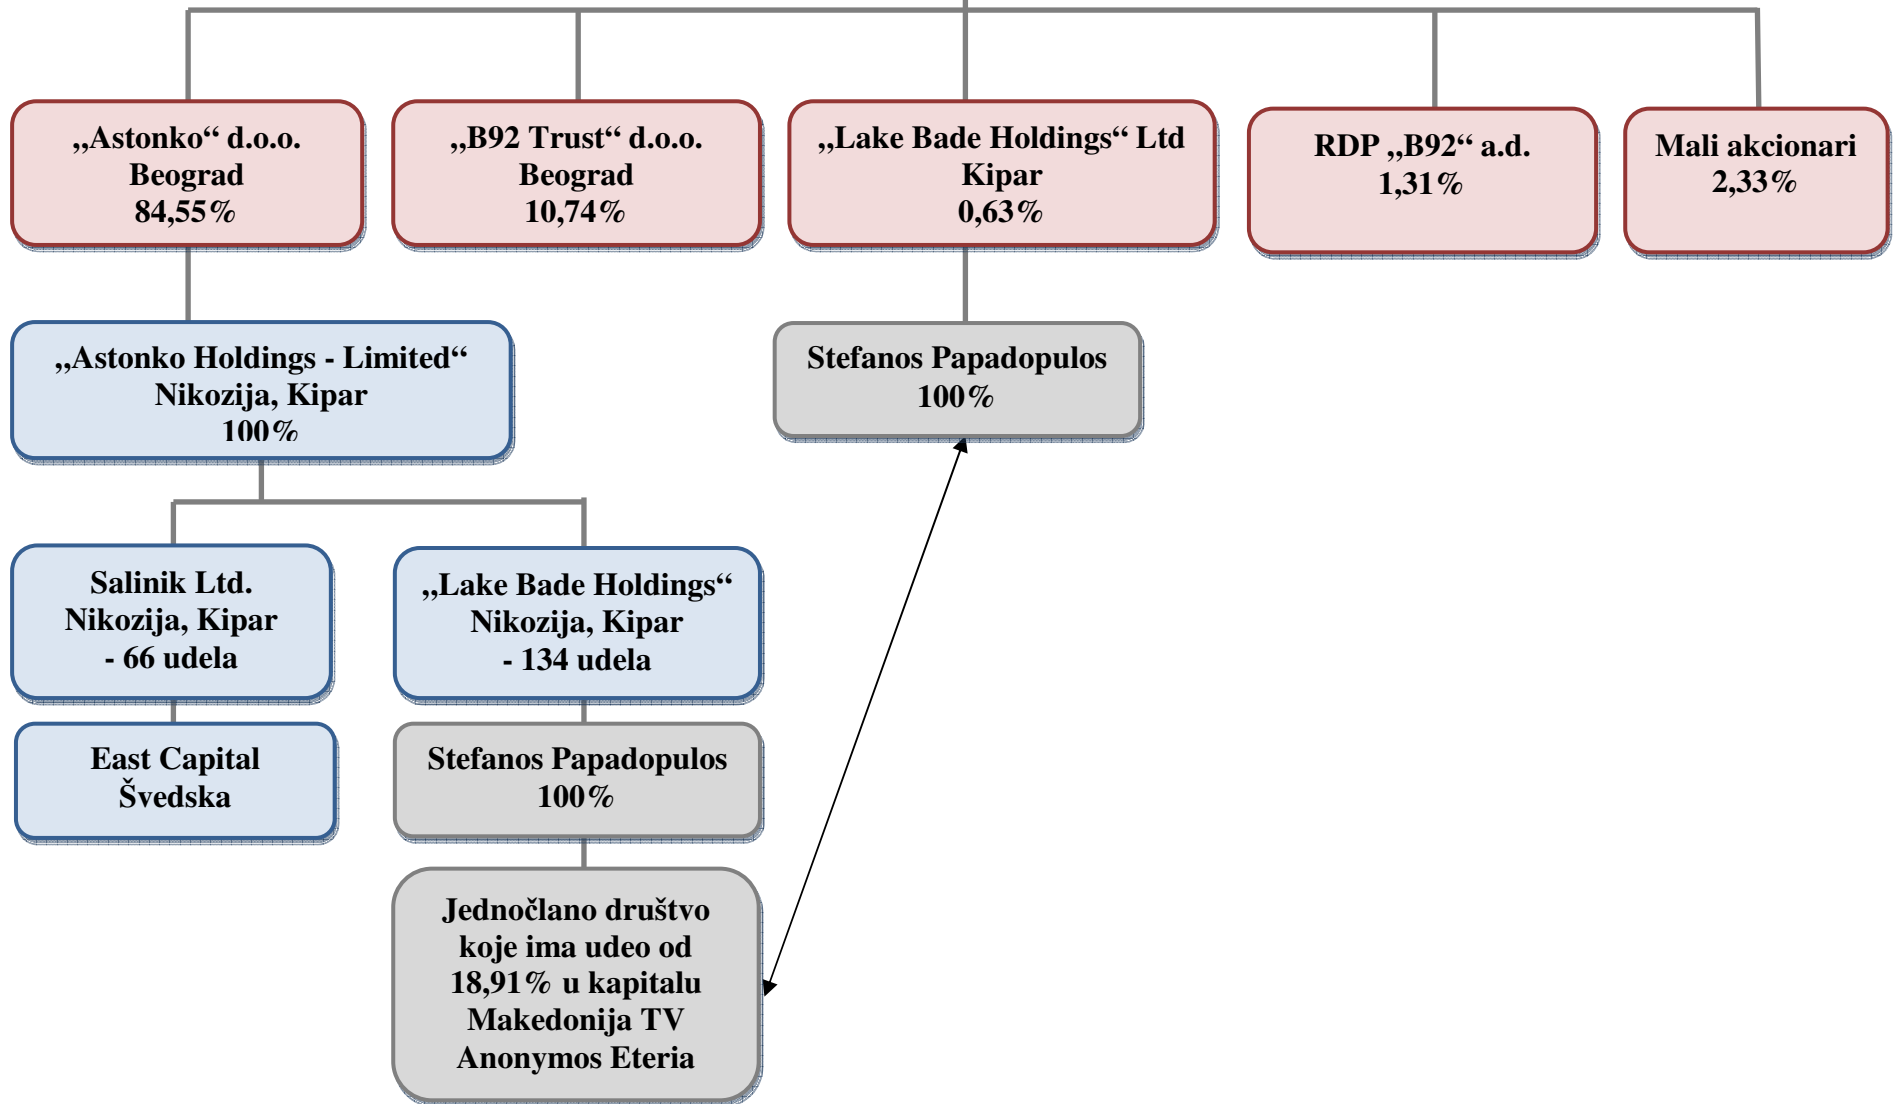 „Astonko“ d.o.o.
Beograd
84,55%
„B92 Trust“ d.o.o.
Beograd
10,74%
„Lake Bade Holdings“ Ltd
Kipar
0,63%
RDP „B92“ a.d.
1,31%
Mali akcionari
2,33%
„Astonko Holdings - Limited“
Nikozija, Kipar
100%
Stefanos Papadopulos
100%
Salinik Ltd.
Nikozija, Kipar
- 66 udela
„Lake Bade Holdings“
Nikozija, Kipar
- 134 udela
East Capital
Švedska
Stefanos Papadopulos
100%
Jednočlano društvo
koje ima udeo od
18,91% u kapitalu
Makedonija TV
Anonymos Eteria